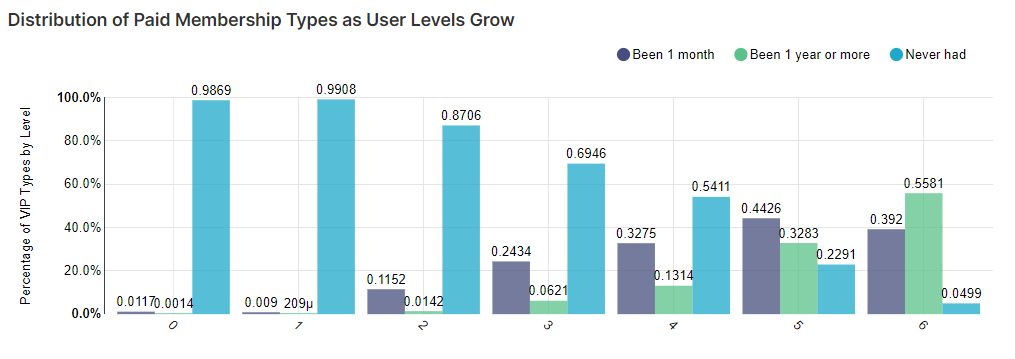 Distribution of Paid Membership Types as User Levels Grow
Been 1 month Been 1 year or more Never had
Percentage of VIP Types by Level
100.0%
80.0%
60.0%
40.0%
20.0%
0.0%
0.0117 0.0014 0.9869
0.009 209μ 0.9908
0.1152 0.0142 0.8706
0.2434 0.0621 0.6946
0.3275 0.1314 0.5411
0.4426 0.3283 0.2291
0.392 0.5581 0.0499
0 1 2 3 4 5 6